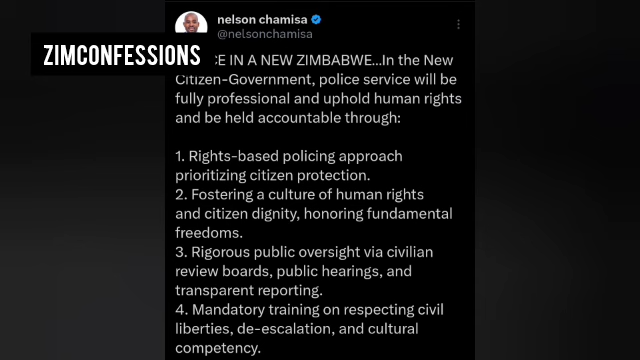 nelson chamisa
@nelsonchamisa
ZIMCONFESSIONS
IN A NEW ZIMBABWE...In the New
Citizen-Government, police service will be
fully professional and uphold human rights
and be held accountable through:
1. Rights-based policing approach
prioritizing citizen protection.
2. Fostering a culture of human rights
and citizen dignity, honoring fundamental
freedoms.
3. Rigorous public oversight via civilian
review boards, public hearings, and
transparent reporting.
4. Mandatory training on respecting civil
liberties, de-escalation, and cultural
competency.